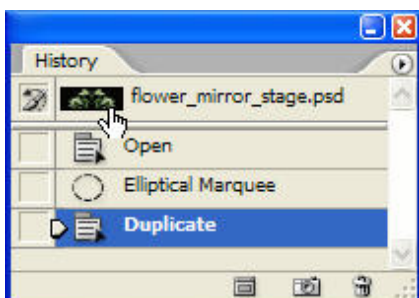 History
flower_mirror_stage.psd
Open
Elliptical Marquee
Duplicate